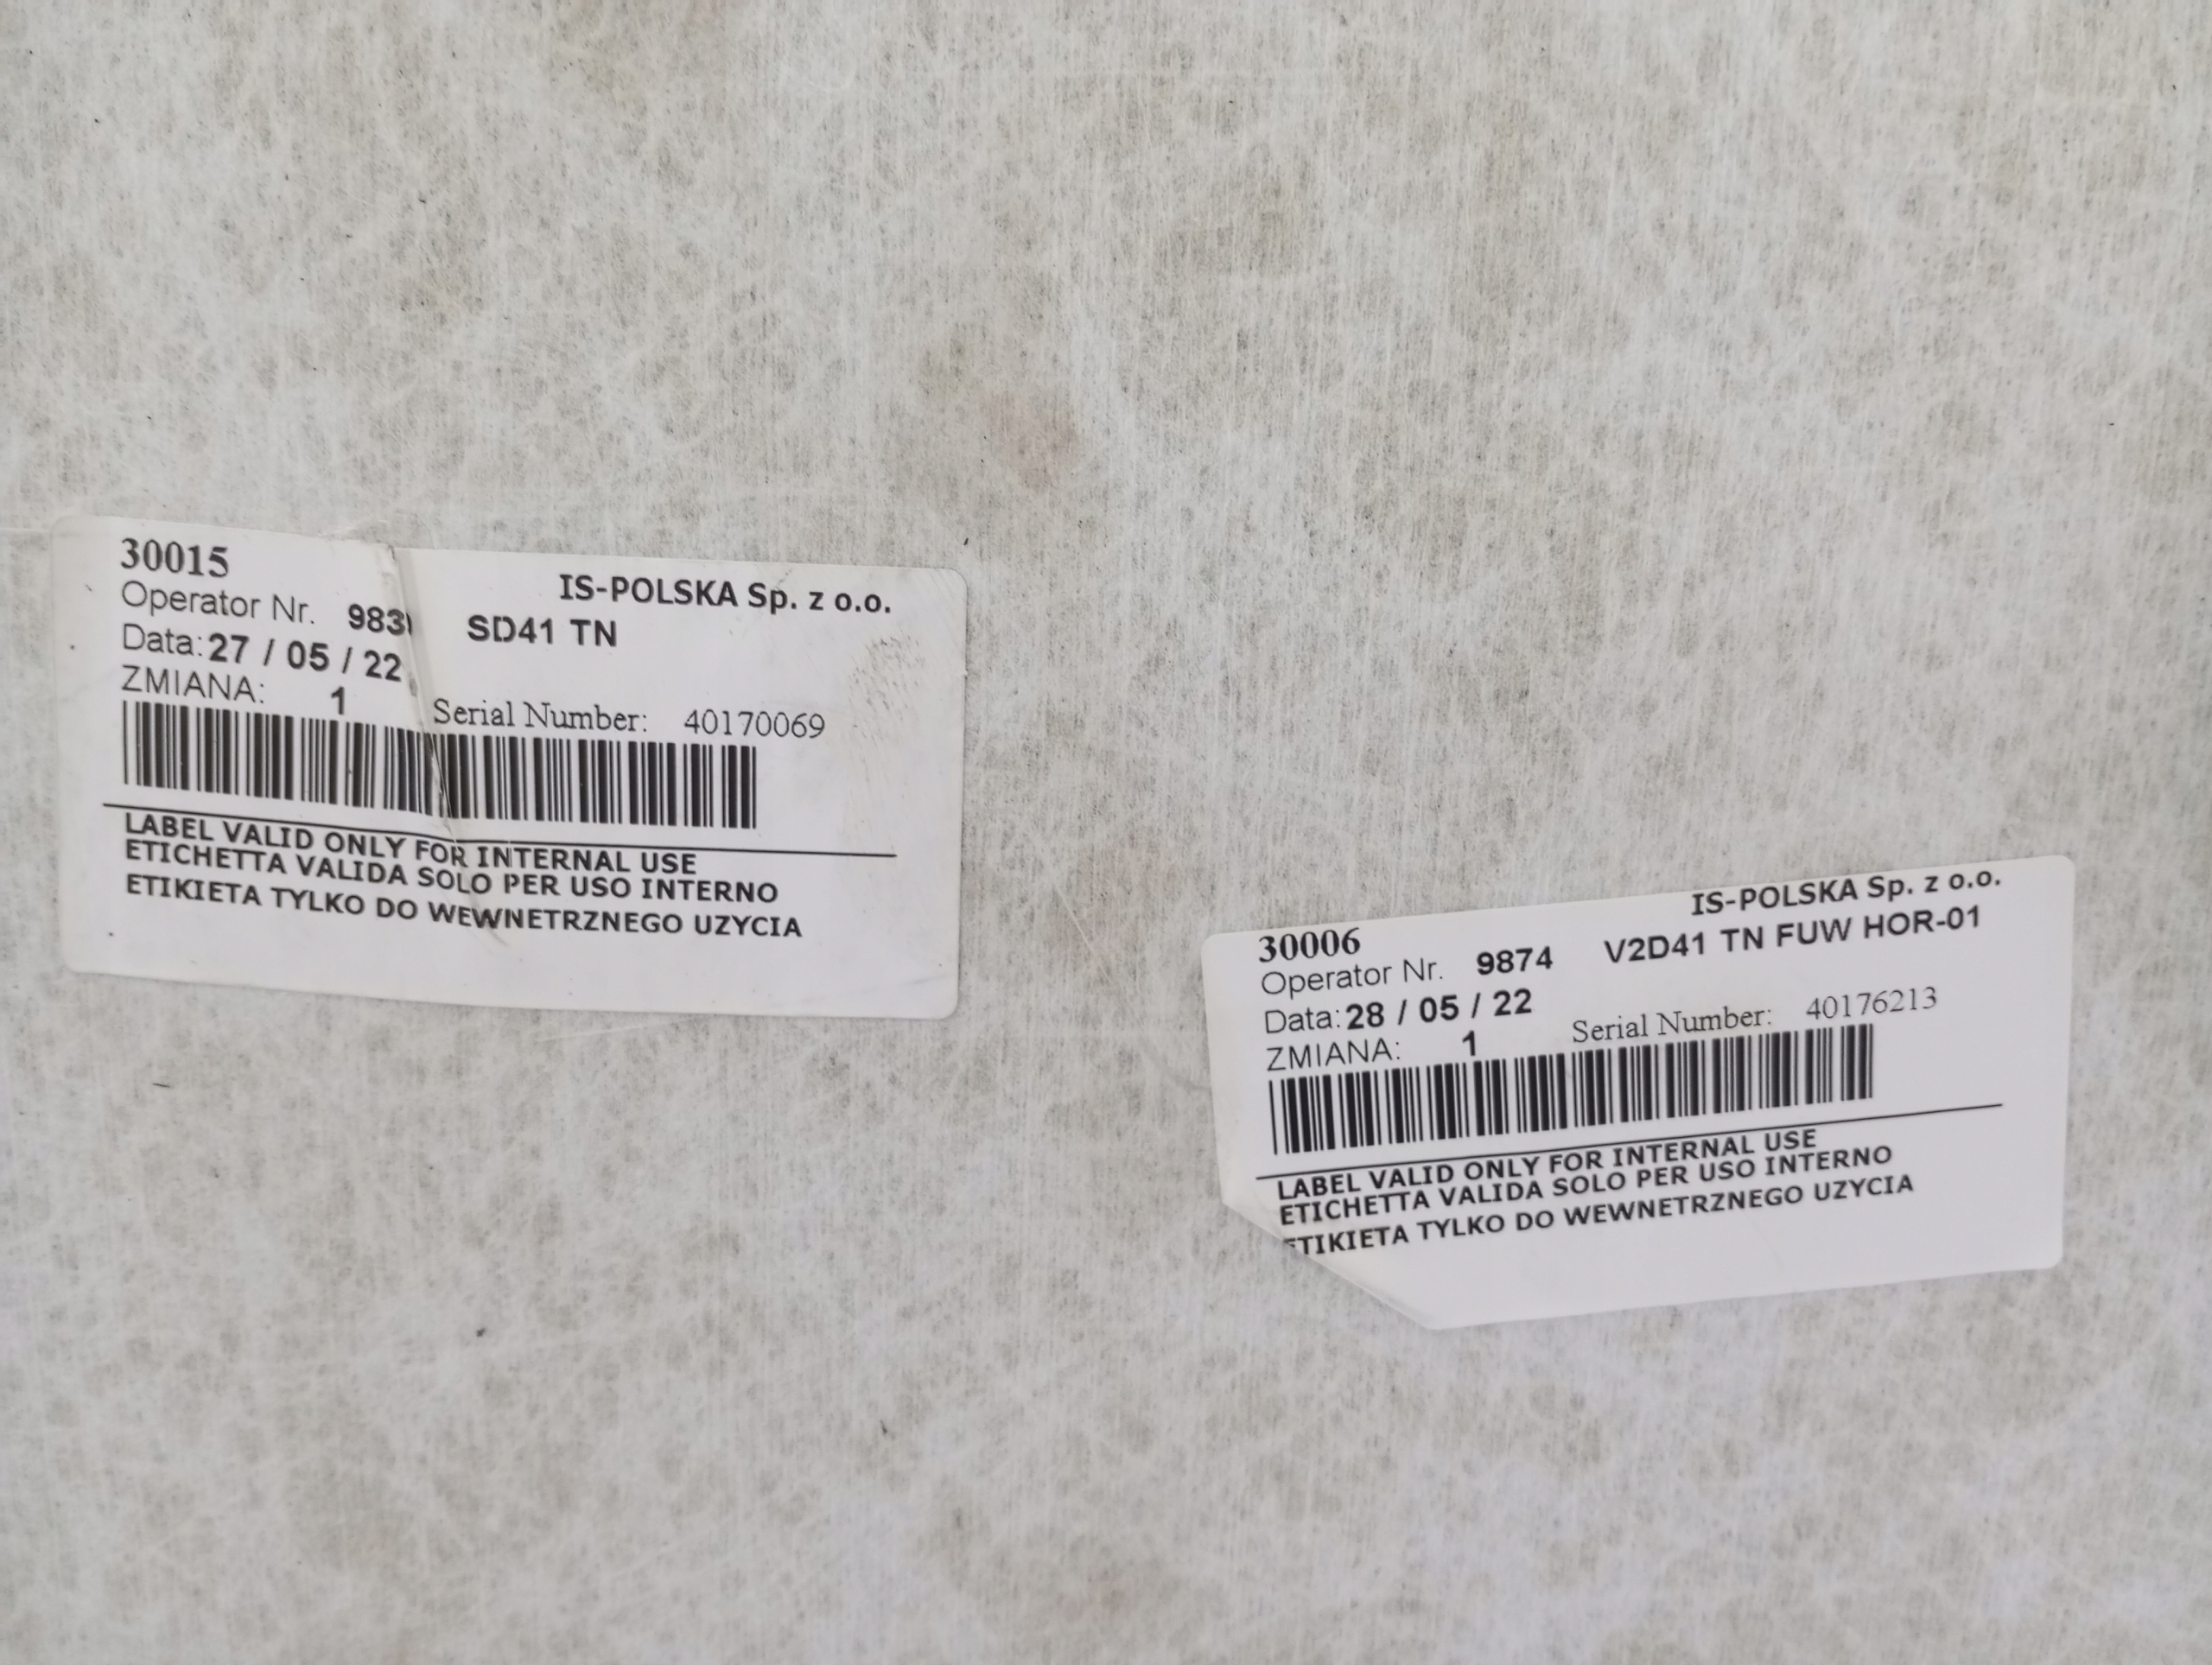 30015
IS-POLSKA Sp. z o.o.
Operator Nr. SD41 TN
Data: 27 / 05 / 22
ZMIANA: 1 Serial Number: 40170069
LABEL VALID ONLY FOR INTERNAL USE
ETICHETTA VALIDA SOLO PER USO INTERNO
ETIKIETA TYLKO DO WEWNETRZNEGO UZYCIA
IS-POLSKA Sp. z o.o.
30006
Operator Nr. 9874 V2D41 TN FUW HOR-01
Data: 28 / 05 / 22
ZMIANA: 1 Serial Number: 40176213
LABEL VALID ONLY FOR INTERNAL USE
ETICHETTA VALIDA SOLO PER USO INTERNO
ETIKIETA TYLKO DO WEWNETRZNEGO UZYCIA